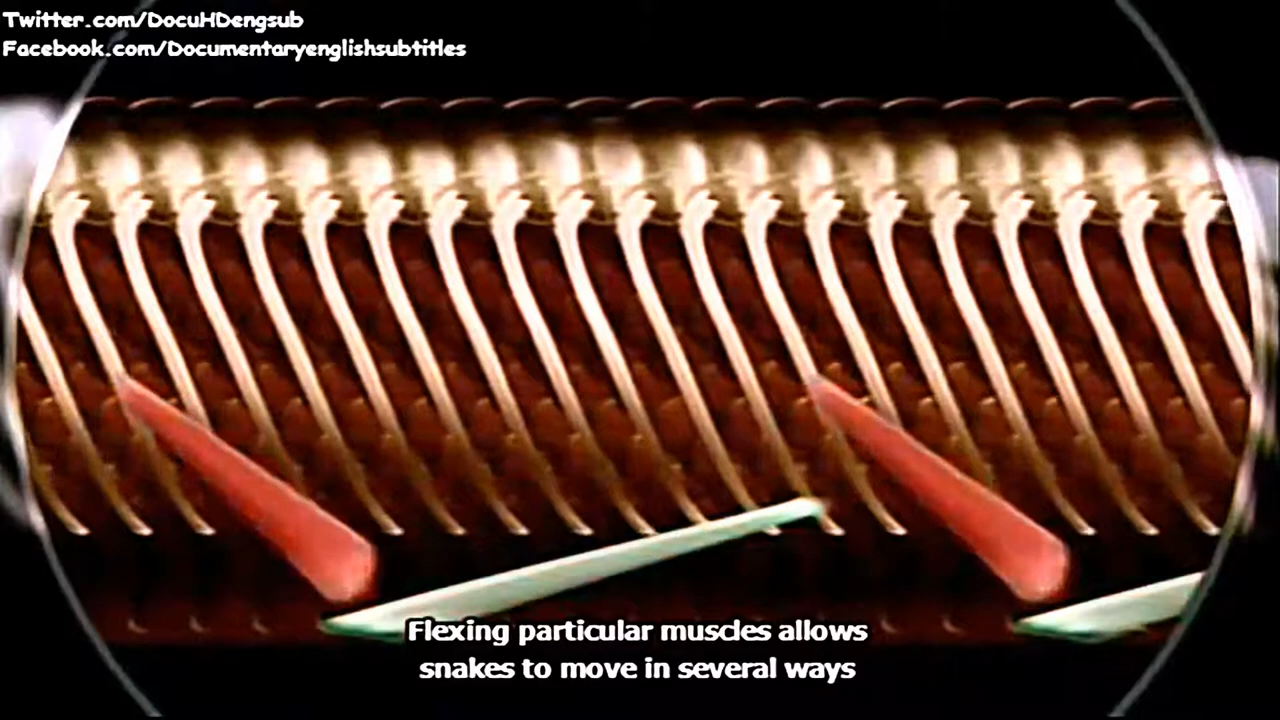 Twitter.com/DocuHDengsub
Facebook.com/Documentaryenglishsubtitles
Flexing particular muscles allows
snakes to move in several ways